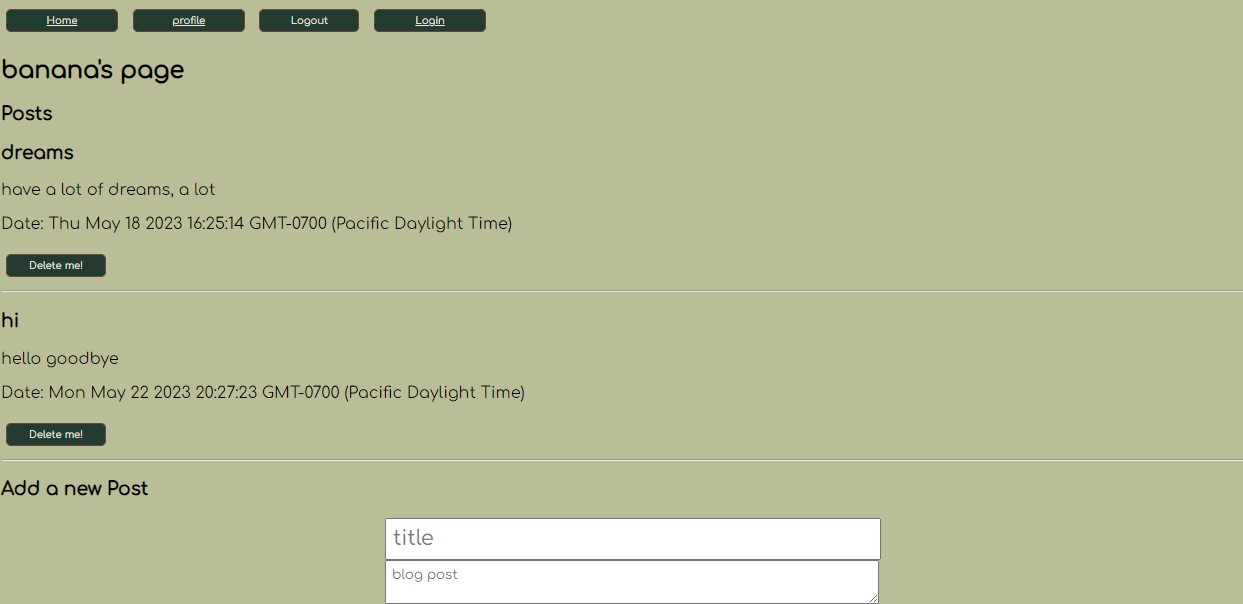 Home profile Logout Login
banana's page
Posts
dreams
have a lot of dreams, a lot
Date: Thu May 18 2023 16:25:14 GMT-0700 (Pacific Daylight Time)
Delete me!
hi
hello goodbye
Date: Mon May 22 2023 20:27:23 GMT-0700 (Pacific Daylight Time)
Delete me!
Add a new Post
title
blog post